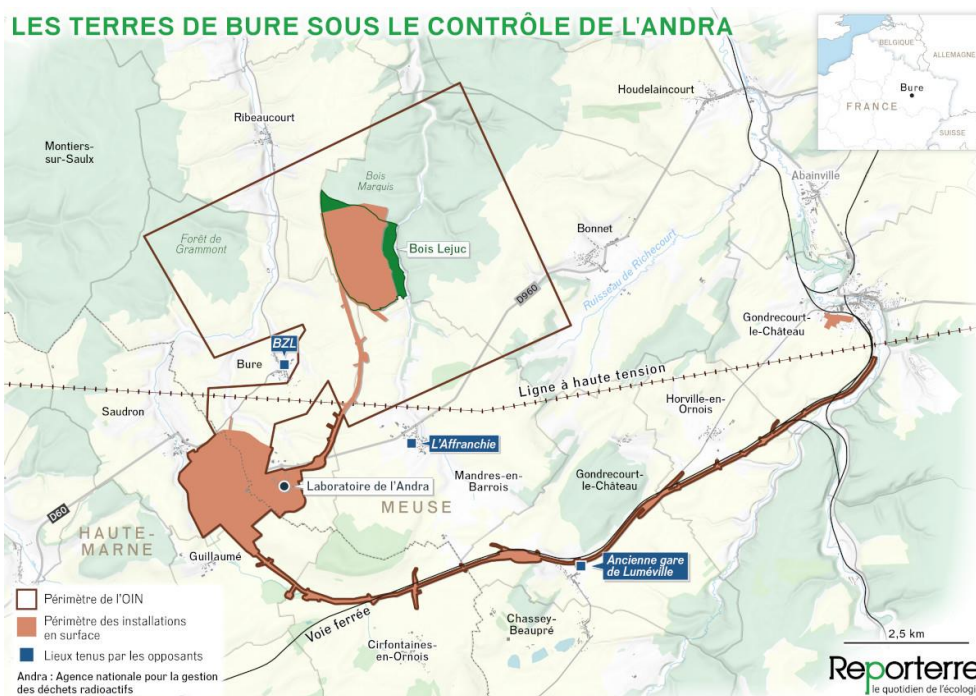 LES TERRES DE BURE SOUS LE CONTRÔLE DE L'ANDRA
BELGIQUE
ALLEMAGNE
Bure
FRANCE
SUISSE
Houdelaincourt
Ribeaucourt
Montiers-
sur-Saulx
Bois
Marquis
Abainville
Forêt de
Grammont
Bois Lejuc
Bonnet
Ruisseau de Richecourt
D960
Gondrecourt-
le-Château
BZL
Bure
Ligne à haute tension
Horville-en-
Ornois
Saudron
L'Affranchie
Mandres-en-
Barrois
Gondrecourt-
le-Château
Laboratoire de l'Andra
MEUSE
D60
HAUTE-
MARNE
Guillaumé
Ancienne gare
de Luméville
Voie ferrée
Chassey-
Beaupré
Cirfontaines-
en-Ornois
Périmètre de l'OIN
Périmètre des installations
en surface
Lieux tenus par les opposants
Andra : Agence nationale pour la gestion
des déchets radioactifs
2,5 km
Reporterre
le quotidien de l'écologie